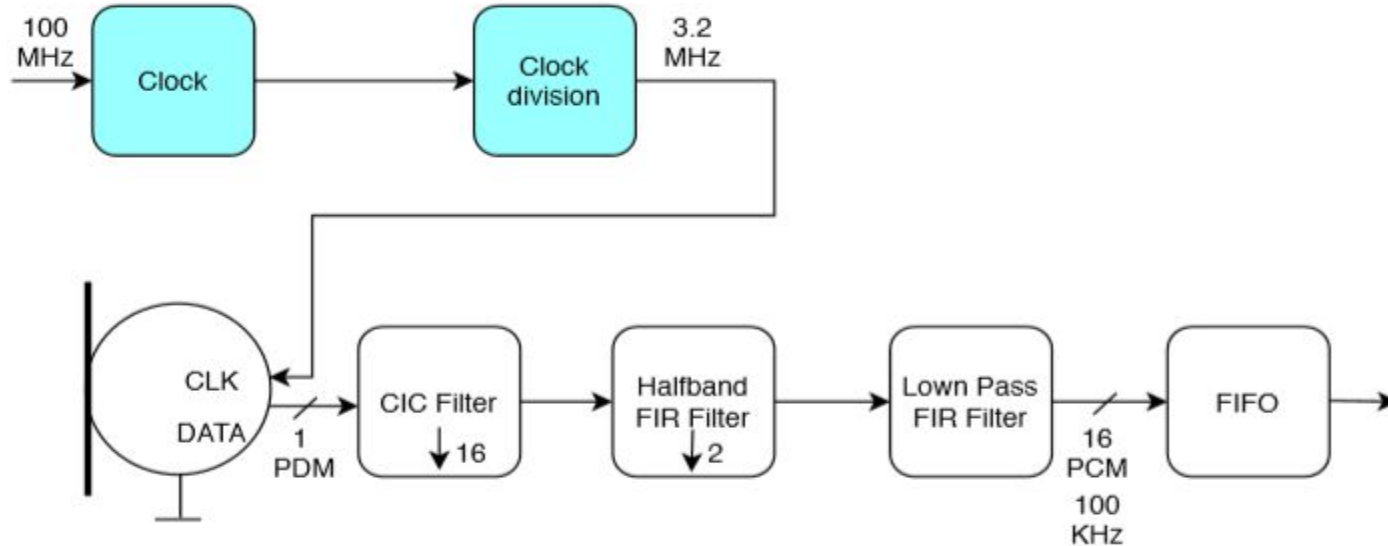 100
MHz
Clock
Clock
division
3.2
MHz
CLK
DATA
1
PDM
CIC Filter
16
Halfband
FIR Filter
2
Lown Pass
FIR Filter
16
PCM
100
KHz
FIFO